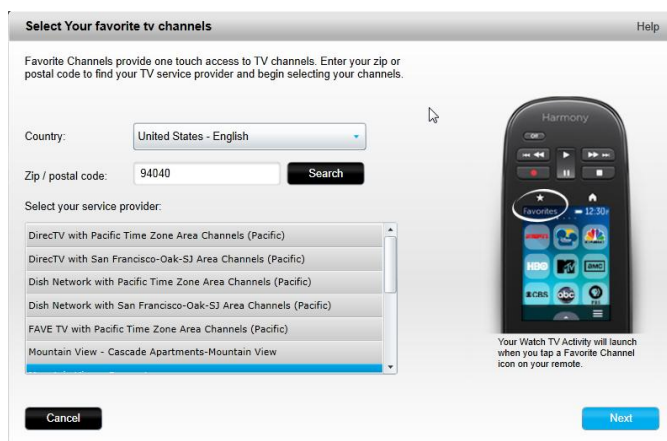 Select Your favorite tv channels
Help
Favorite Channels provide one touch access to TV channels. Enter your zip or
postal code to find your TV service provider and begin selecting your channels.
Country:
United States - English
Zip / postal code:
94040
Search
Select your service provider:
DirecTV with Pacific Time Zone Area Channels (Pacific)
DirecTV with San Francisco-Oak-SJ Area Channels (Pacific)
Dish Network with Pacific Time Zone Area Channels (Pacific)
Dish Network with San Francisco-Oak-SJ Area Channels (Pacific)
FAVE TV with Pacific Time Zone Area Channels (Pacific)
Mountain View - Cascade Apartments-Mountain View
Harmony
Off
Favorites
12:30
HBO
MTV
AMC
CBS
abc
PBS
Your Watch TV Activity will launch
when you tap a Favorite Channel
icon on your remote.
Cancel
Next